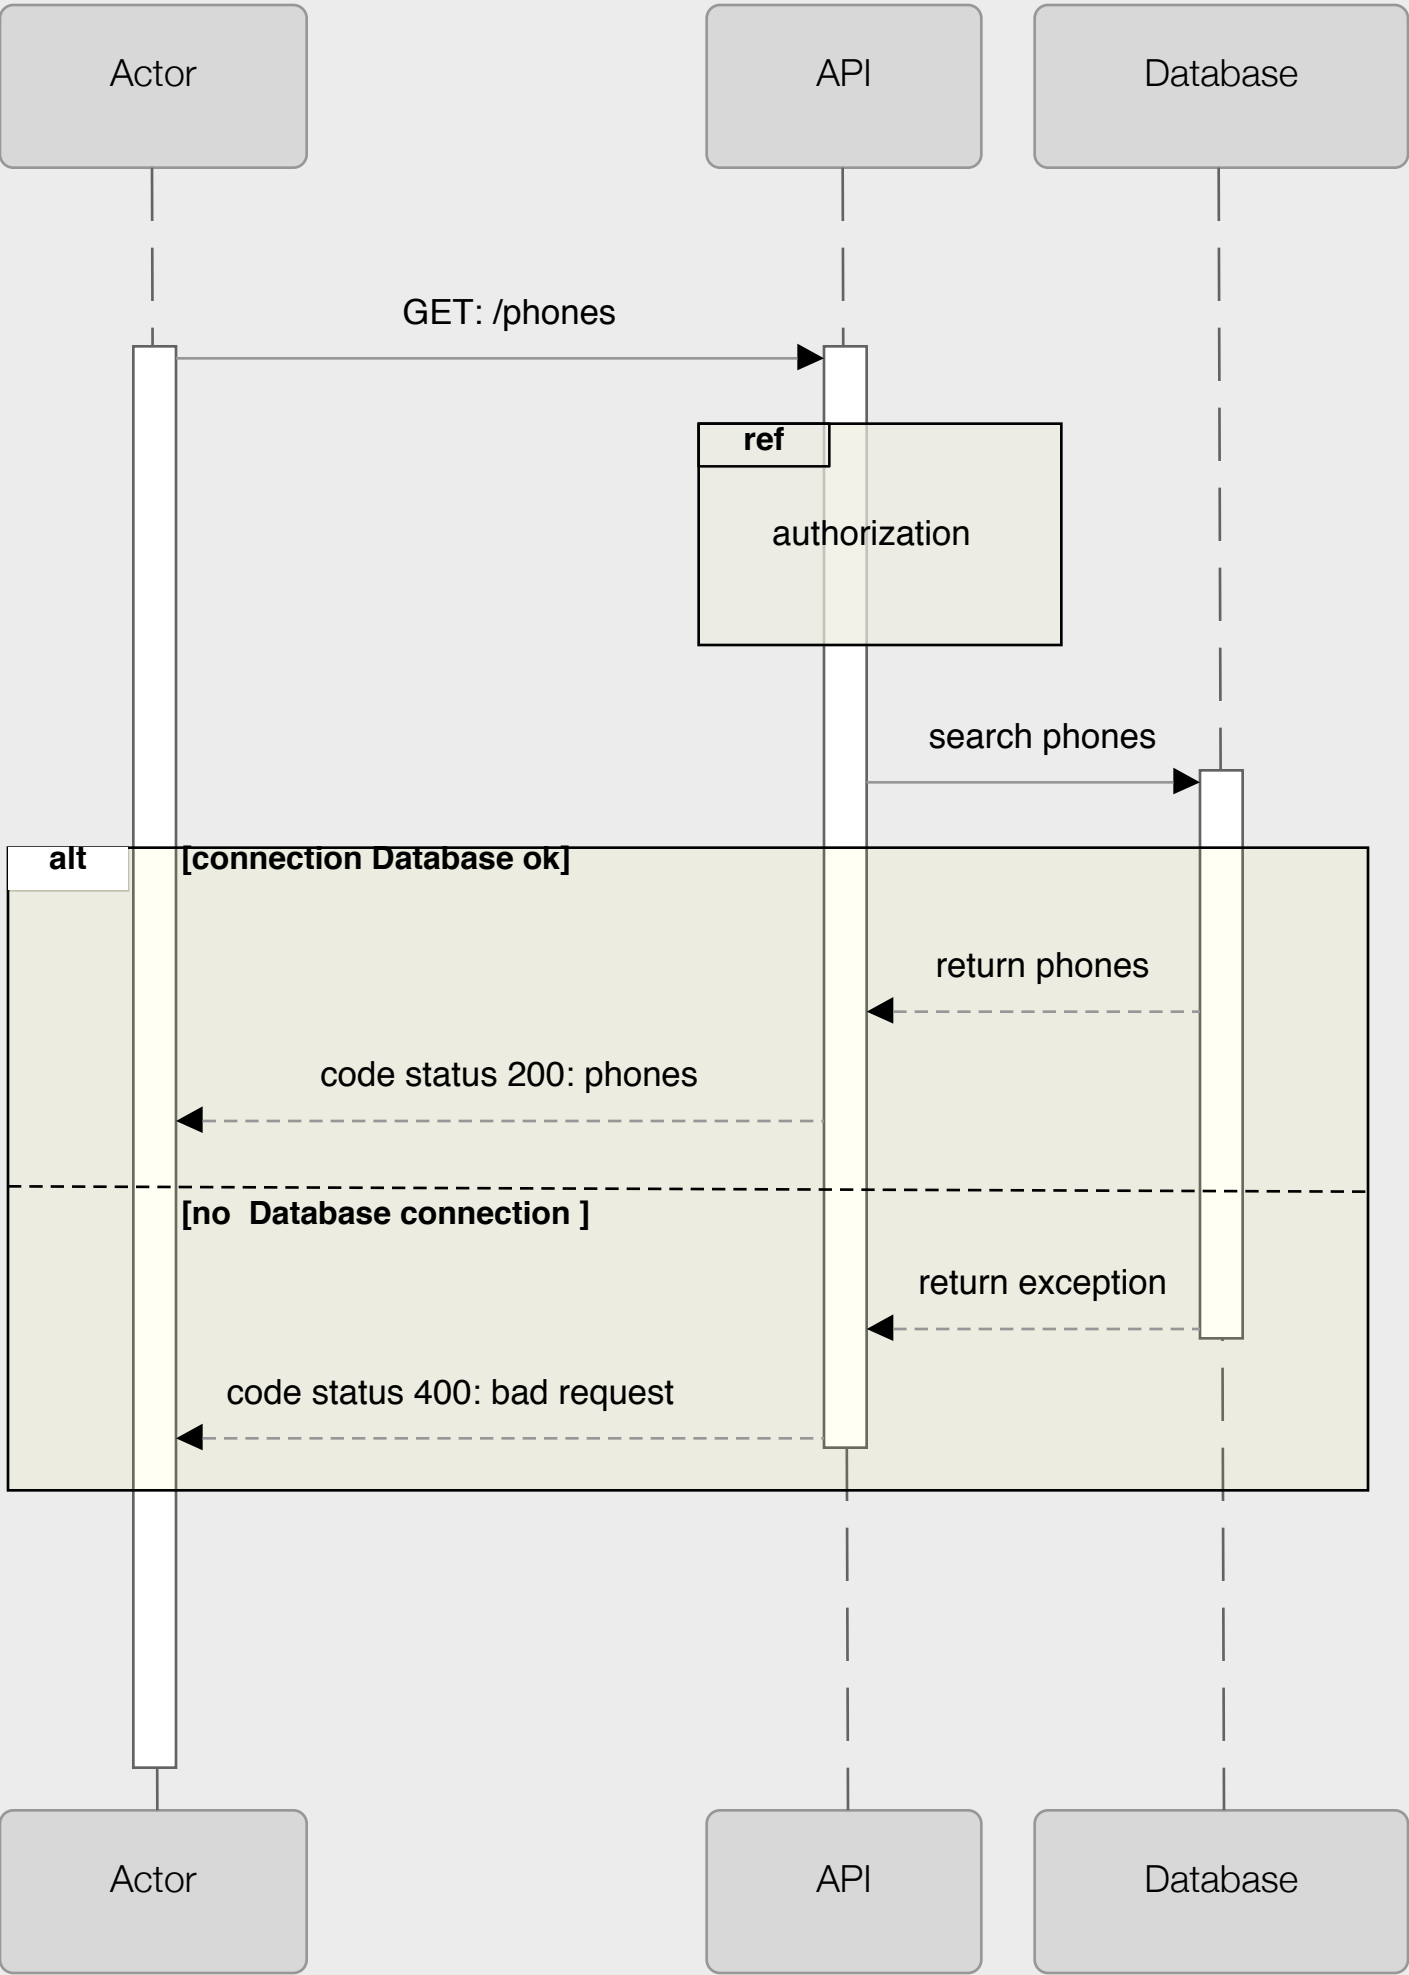 Actor
API
Database
GET: /phones
ref
authorization
search phones
alt
[connection Database ok]
return phones
code status 200: phones
[no  Database connection ]
return exception
code status 400: bad request
Actor
API
Database